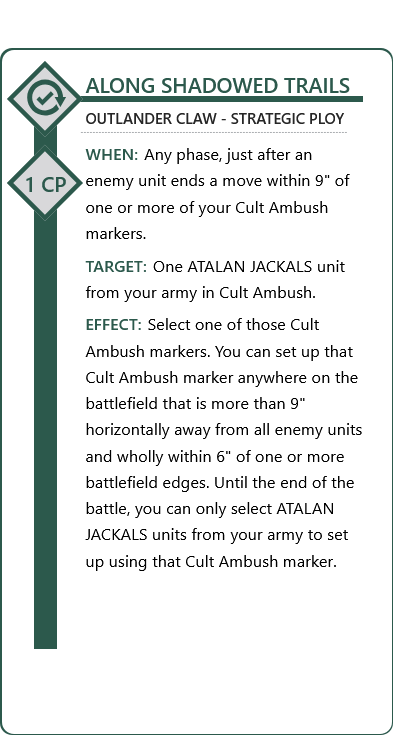 ALONG SHADOWED TRAILS
OUTLANDER CLAW - STRATEGIC PLOY
1 CP
WHEN: Any phase, just after an
enemy unit ends a move within 9" of
one or more of your Cult Ambush
markers.
TARGET: One ATALAN JACKALS unit
from your army in Cult Ambush.
EFFECT: Select one of those Cult
Ambush markers. You can set up that
Cult Ambush marker anywhere on the
battlefield that is more than 9"
horizontally away from all enemy units
and wholly within 6" of one or more
battlefield edges. Until the end of the
battle, you can only select ATALAN
JACKALS units from your army to set
up using that Cult Ambush marker.